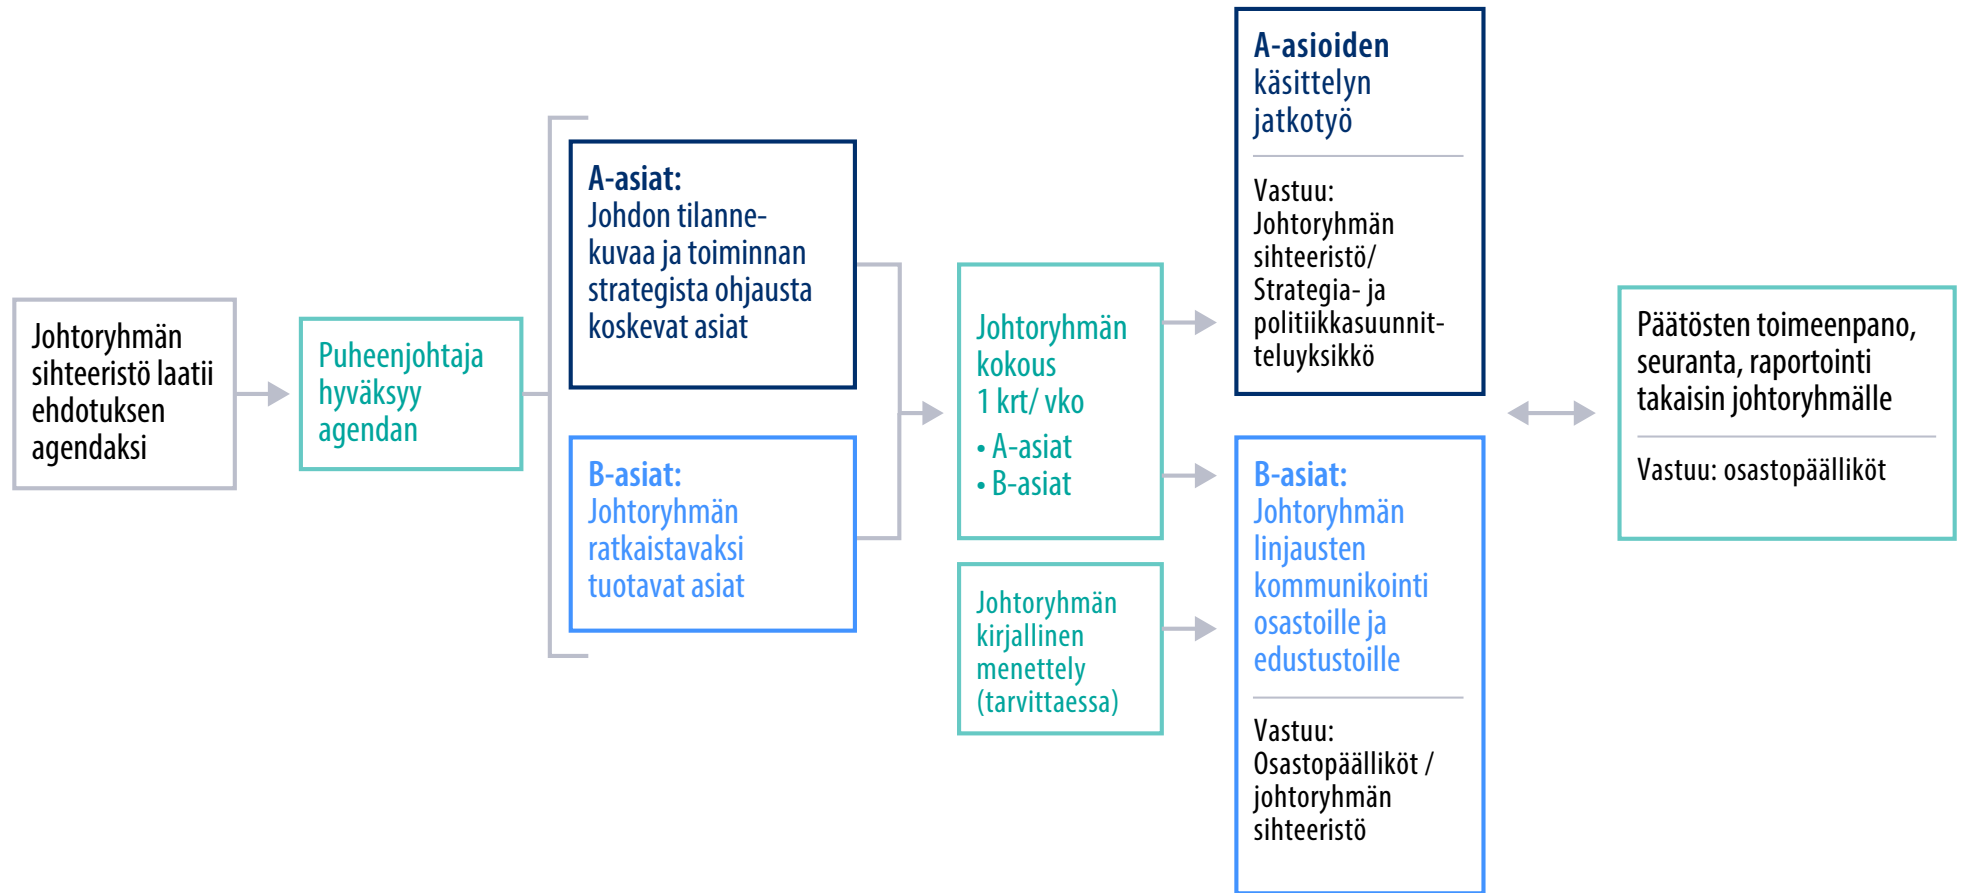 Johtoryhmän
sihteeristö laatii
ehdotuksen
agendaksi
Puheenjohtaja
hyväksyy
agendan
A-asiat:
Johdon tilanne-
kuvaa ja toiminnan
strategista ohjausta
koskevat asiat
B-asiat:
Johtoryhmän
ratkaistavaksi
tuotavat asiat
Johtoryhmän
kokous
1 krt/ vko
• A-asiat
• B-asiat
Johtoryhmän
kirjallinen
menettely
(tarvittaessa)
A-asioiden
käsittelyn
jatkotyö
Vastuu:
Johtoryhmän
sihteeristö/
Strategia- ja
politiikkasuunnit-
teluyksikkö
B-asiat:
Johtoryhmän
linjausten
kommunikointi
osastoille ja
edustustoille
Vastuu:
Osastopäälliköt /
johtoryhmän
sihteeristö
Päätösten toimeenpano,
seuranta, raportointi
takaisin johtoryhmälle
Vastuu: osastopäälliköt